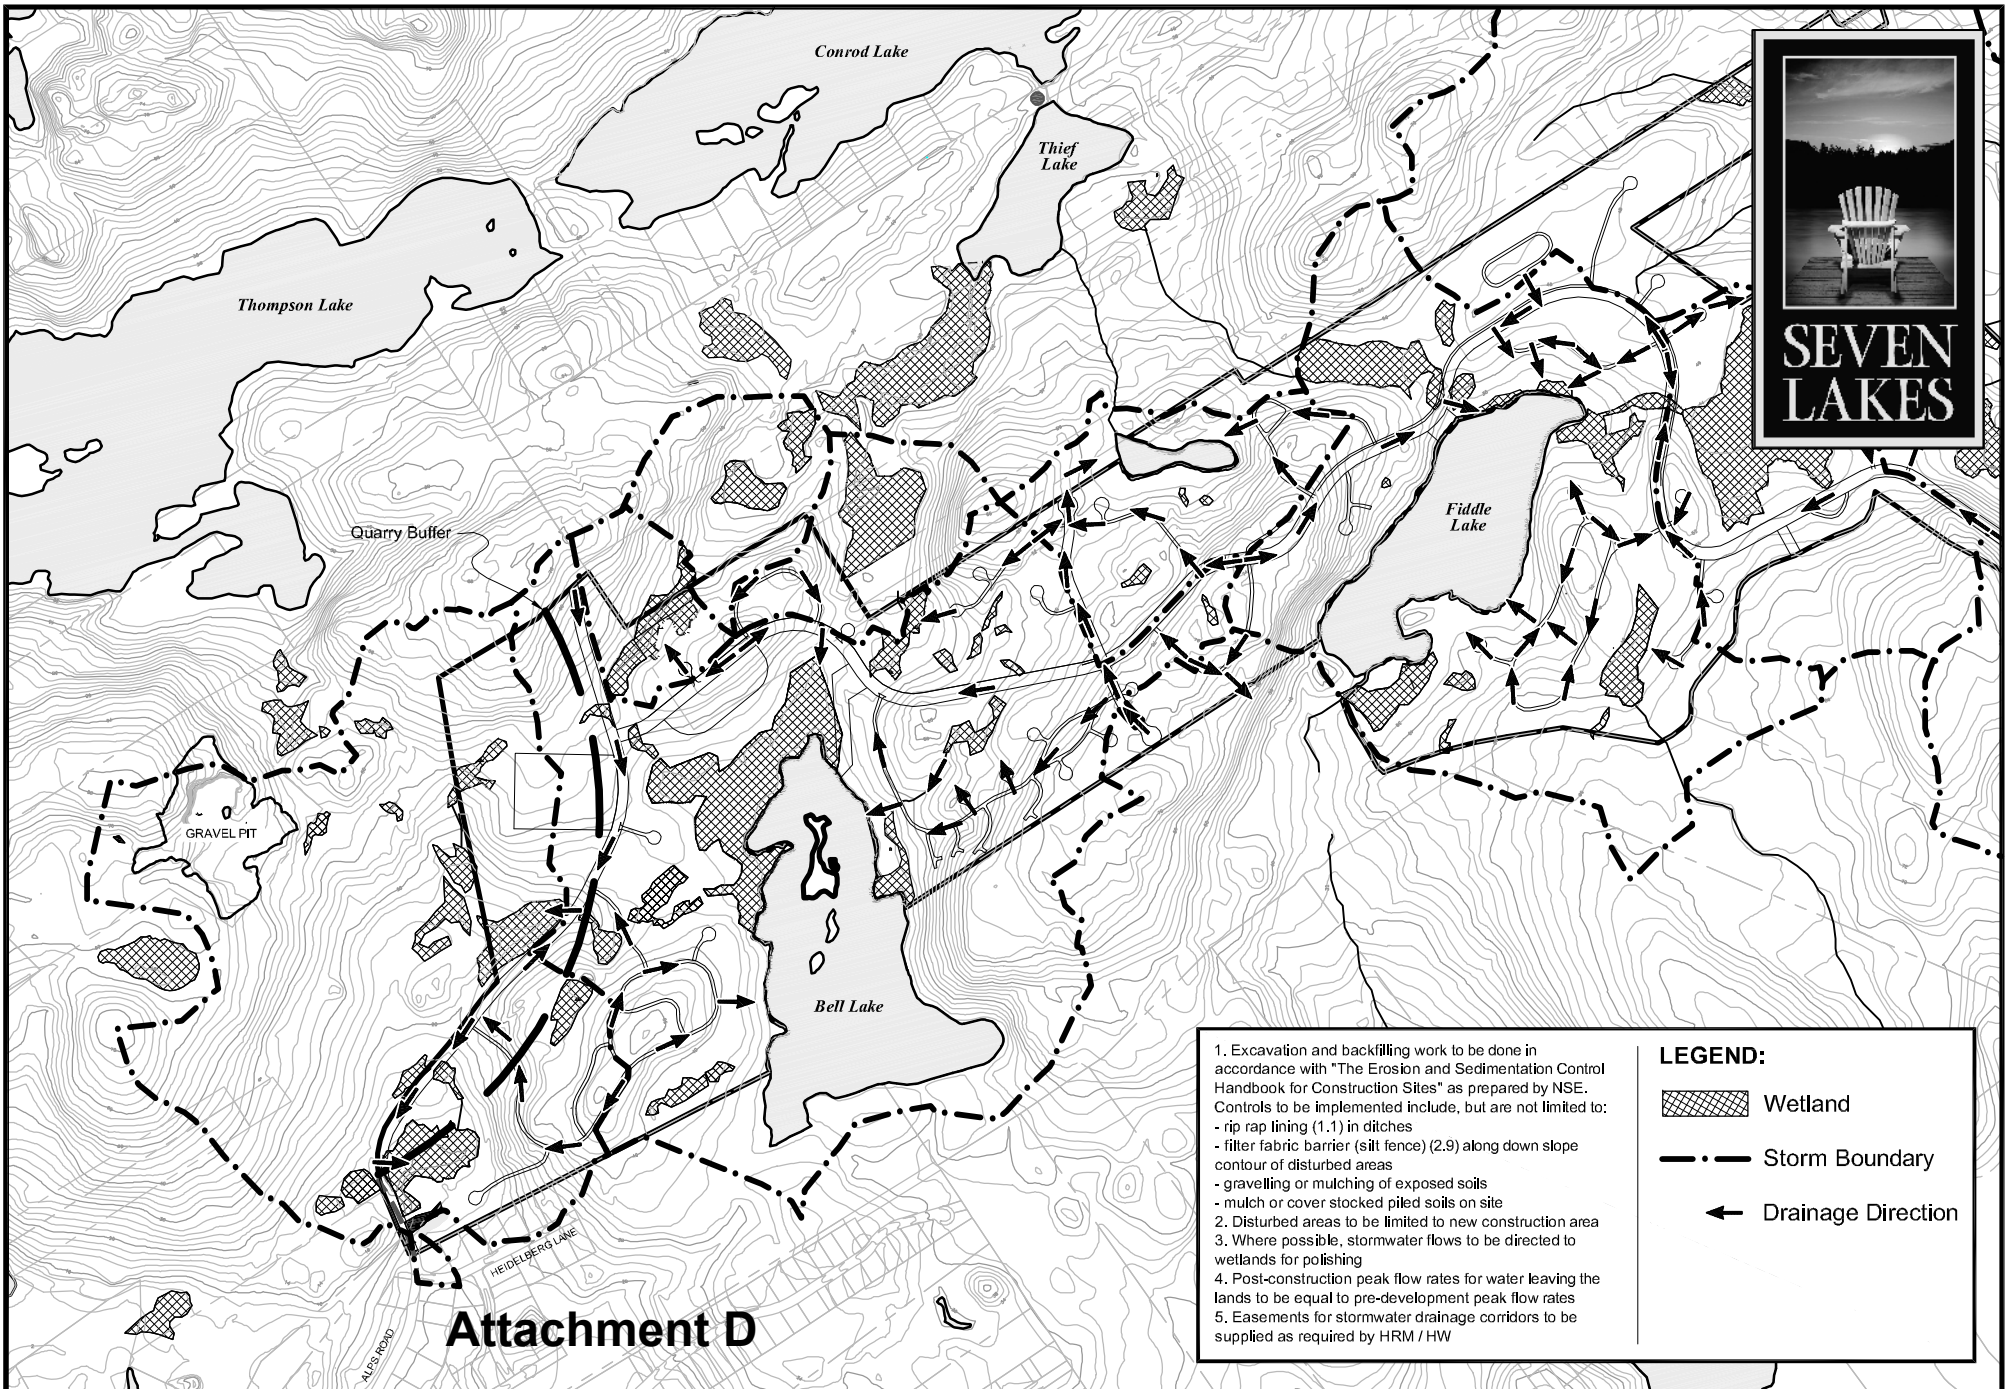 Conrod Lake
Thief
Lake
Thompson Lake
SEVEN
LAKES
Quarry Buffer
Fiddle
Lake
GRAVEL PIT
Bell Lake
HEIDELBERG LANE
ALPS ROAD
Attachment D
1. Excavation and backfilling work to be done in
accordance with "The Erosion and Sedimentation Control
Handbook for Construction Sites" as prepared by NSE.
Controls to be implemented include, but are not limited to:
- rip rap lining (1.1) in ditches
- filter fabric barrier (silt fence) (2.9) along down slope
contour of disturbed areas
- gravelling or mulching of exposed soils
- mulch or cover stocked piled soils on site
2. Disturbed areas to be limited to new construction area
3. Where possible, stormwater flows to be directed to
wetlands for polishing
4. Post-construction peak flow rates for water leaving the
lands to be equal to pre-development peak flow rates
5. Easements for stormwater drainage corridors to be
supplied as required by HRM / HW
LEGEND:
Wetland
Storm Boundary
Drainage Direction